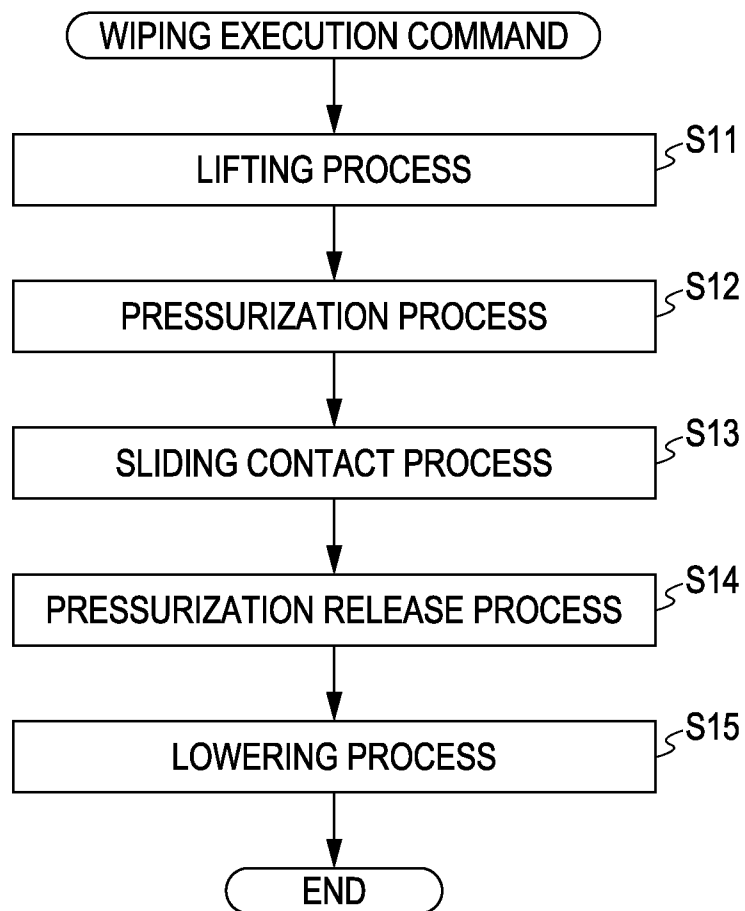 WIPING EXECUTION COMMAND
S11
LIFTING PROCESS
S12
PRESSURIZATION PROCESS
S13
SLIDING CONTACT PROCESS
S14
PRESSURIZATION RELEASE PROCESS
S15
LOWERING PROCESS
END